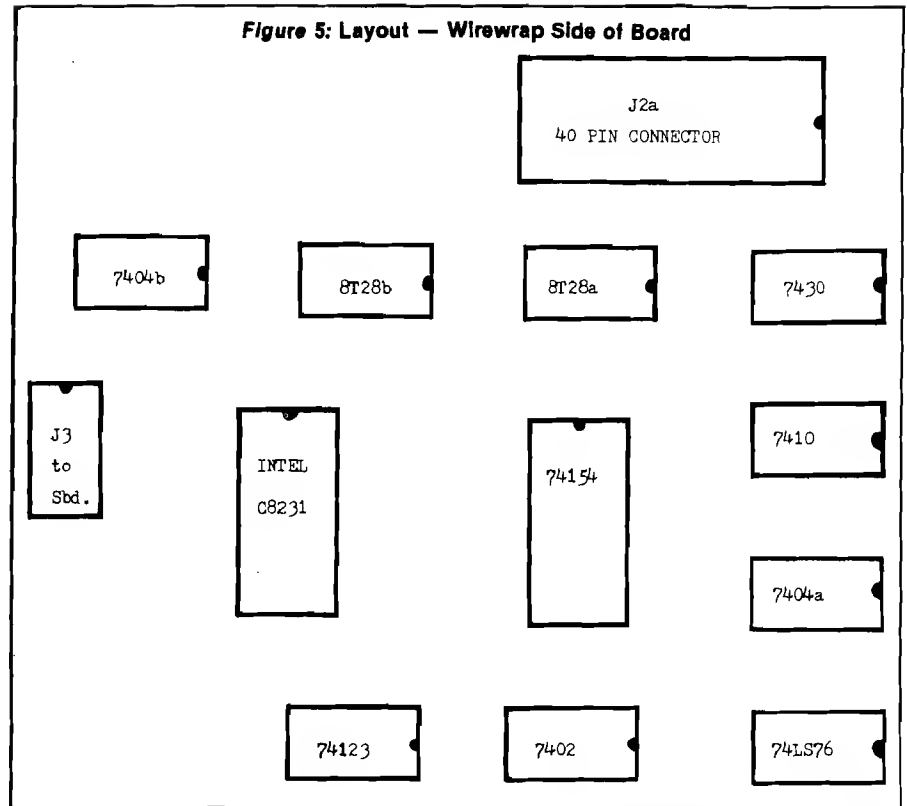 Figure 5: Layout — Wirewrap Side of Board
J2a
40 PIN CONNECTOR
7404b
8T28b
8T28a
7430
J3
to
Sbd.
INTEL
C8231
74154
7410
7404a
74123
7402
74LS76